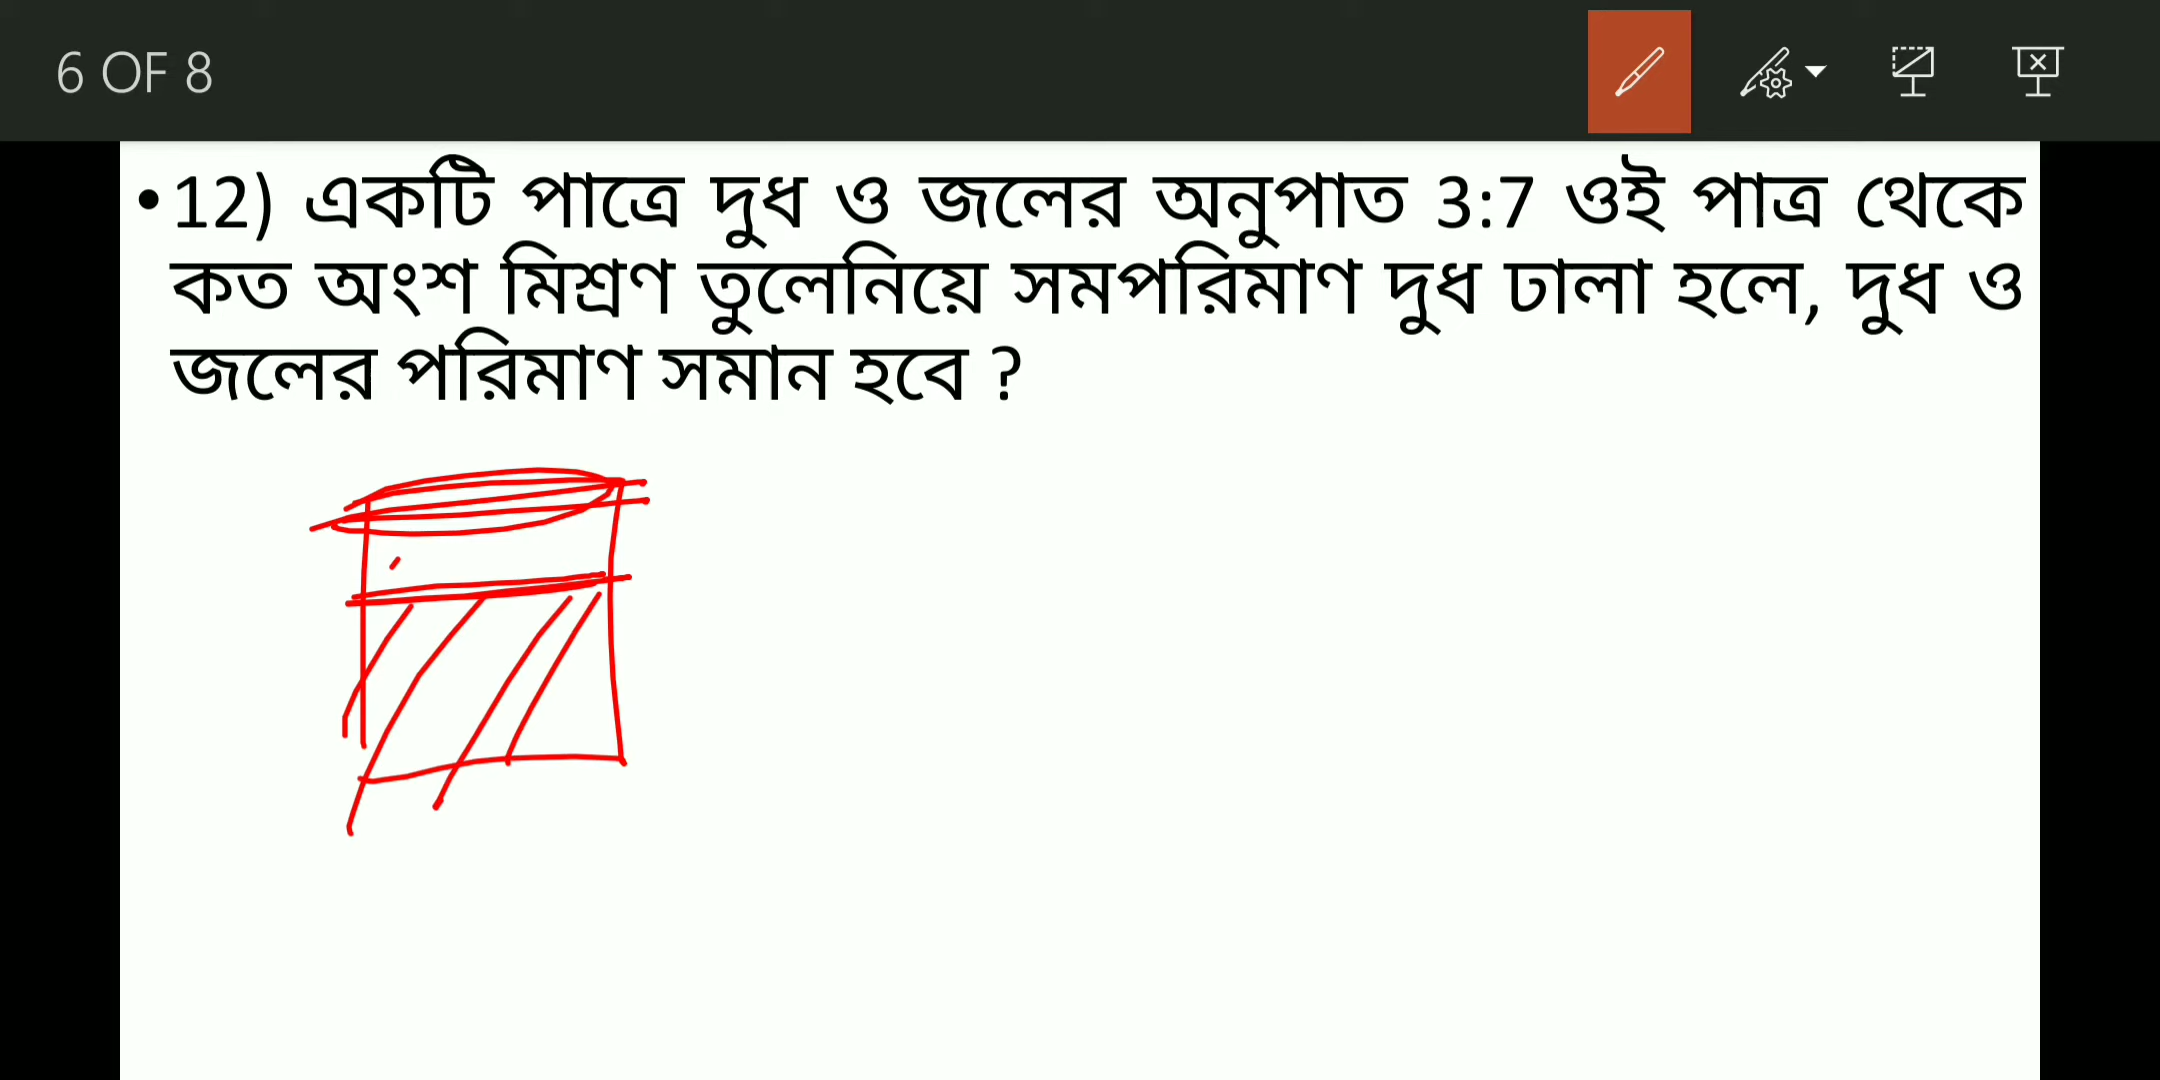 6 OF 8
•12) একটি পাত্রে দুধ ও জলের অনুপাত 3:7 ওই পাত্র থেকে
কত অংশ মিশ্রণ তুলেনিয়ে সমপরিমাণ দুধ ঢালা হলে, দুধ ও
জলের পরিমাণ সমান হবে ?